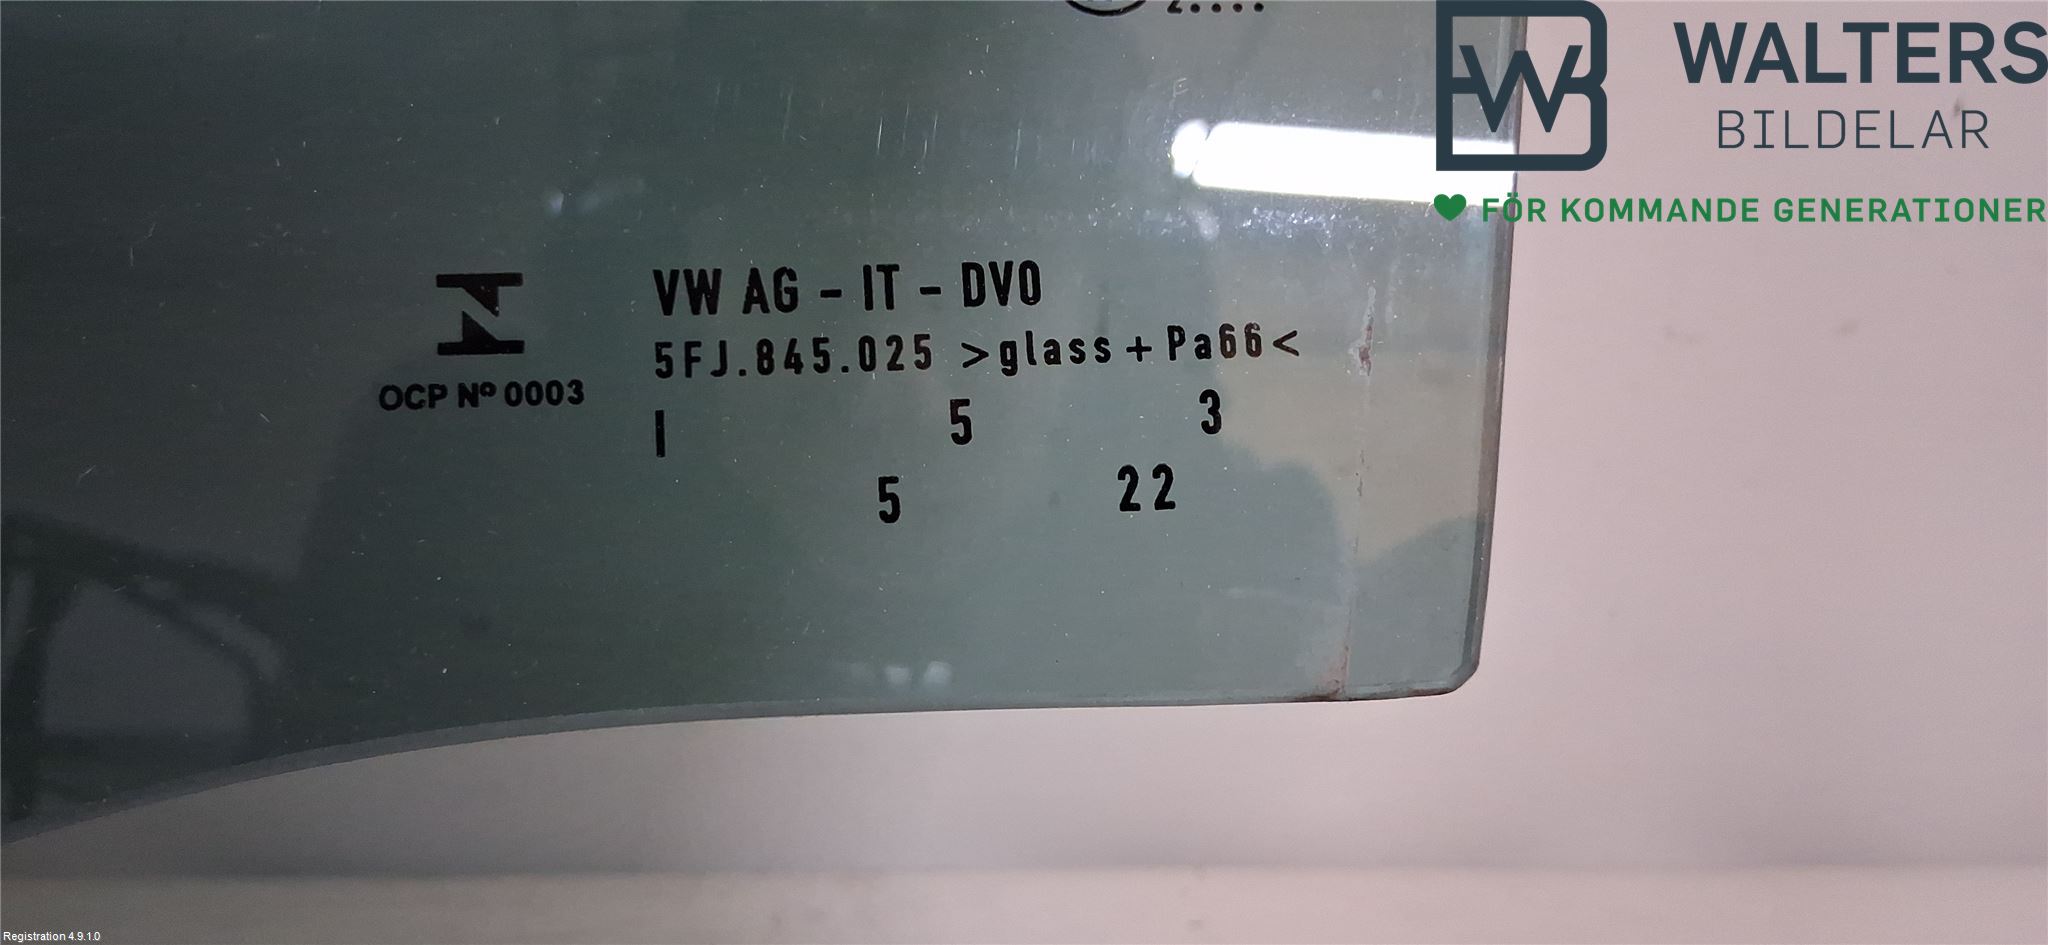 WALTERS
BILDELAR
FÖR KOMMANDE GENERATIONER
VW AG - IT - DVO
5FJ.845.025 >glass + Pa66<
OCP Nº 0003
I 5 3
5 22
Registration 4.9.1.0